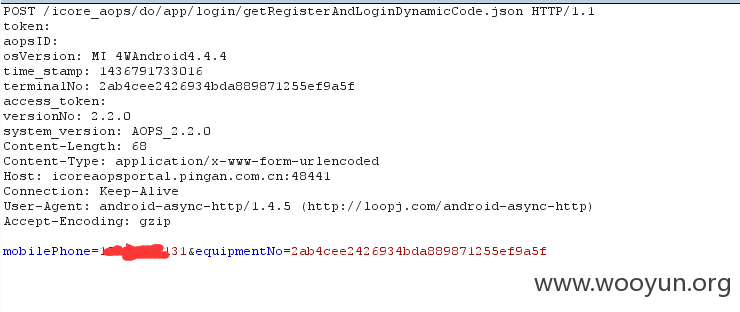 POST /icore_aops/do/app/login/getRegisterAndLoginDynamicCode.json HTTP/1.1
token:
aopsID:
osVersion: MI 4WAndroid4.4.4
time_stamp: 1436791733016
terminalNo: 2ab4cee2426934bda889871255ef9a5f
access_token:
versionNo: 2.2.0
system_version: AOPS_2.2.0
Content-Length: 68
Content-Type: application/x-www-form-urlencoded
Host: icoreaopsportal.pingan.com.cn:48441
Connection: Keep-Alive
User-Agent: android-async-http/1.4.5 (http://loopj.com/android-async-http)
Accept-Encoding: gzip
mobilePhone=1 131&equipmentNo=2ab4cee2426934bda889871255ef9a5f
www.wooyun.org